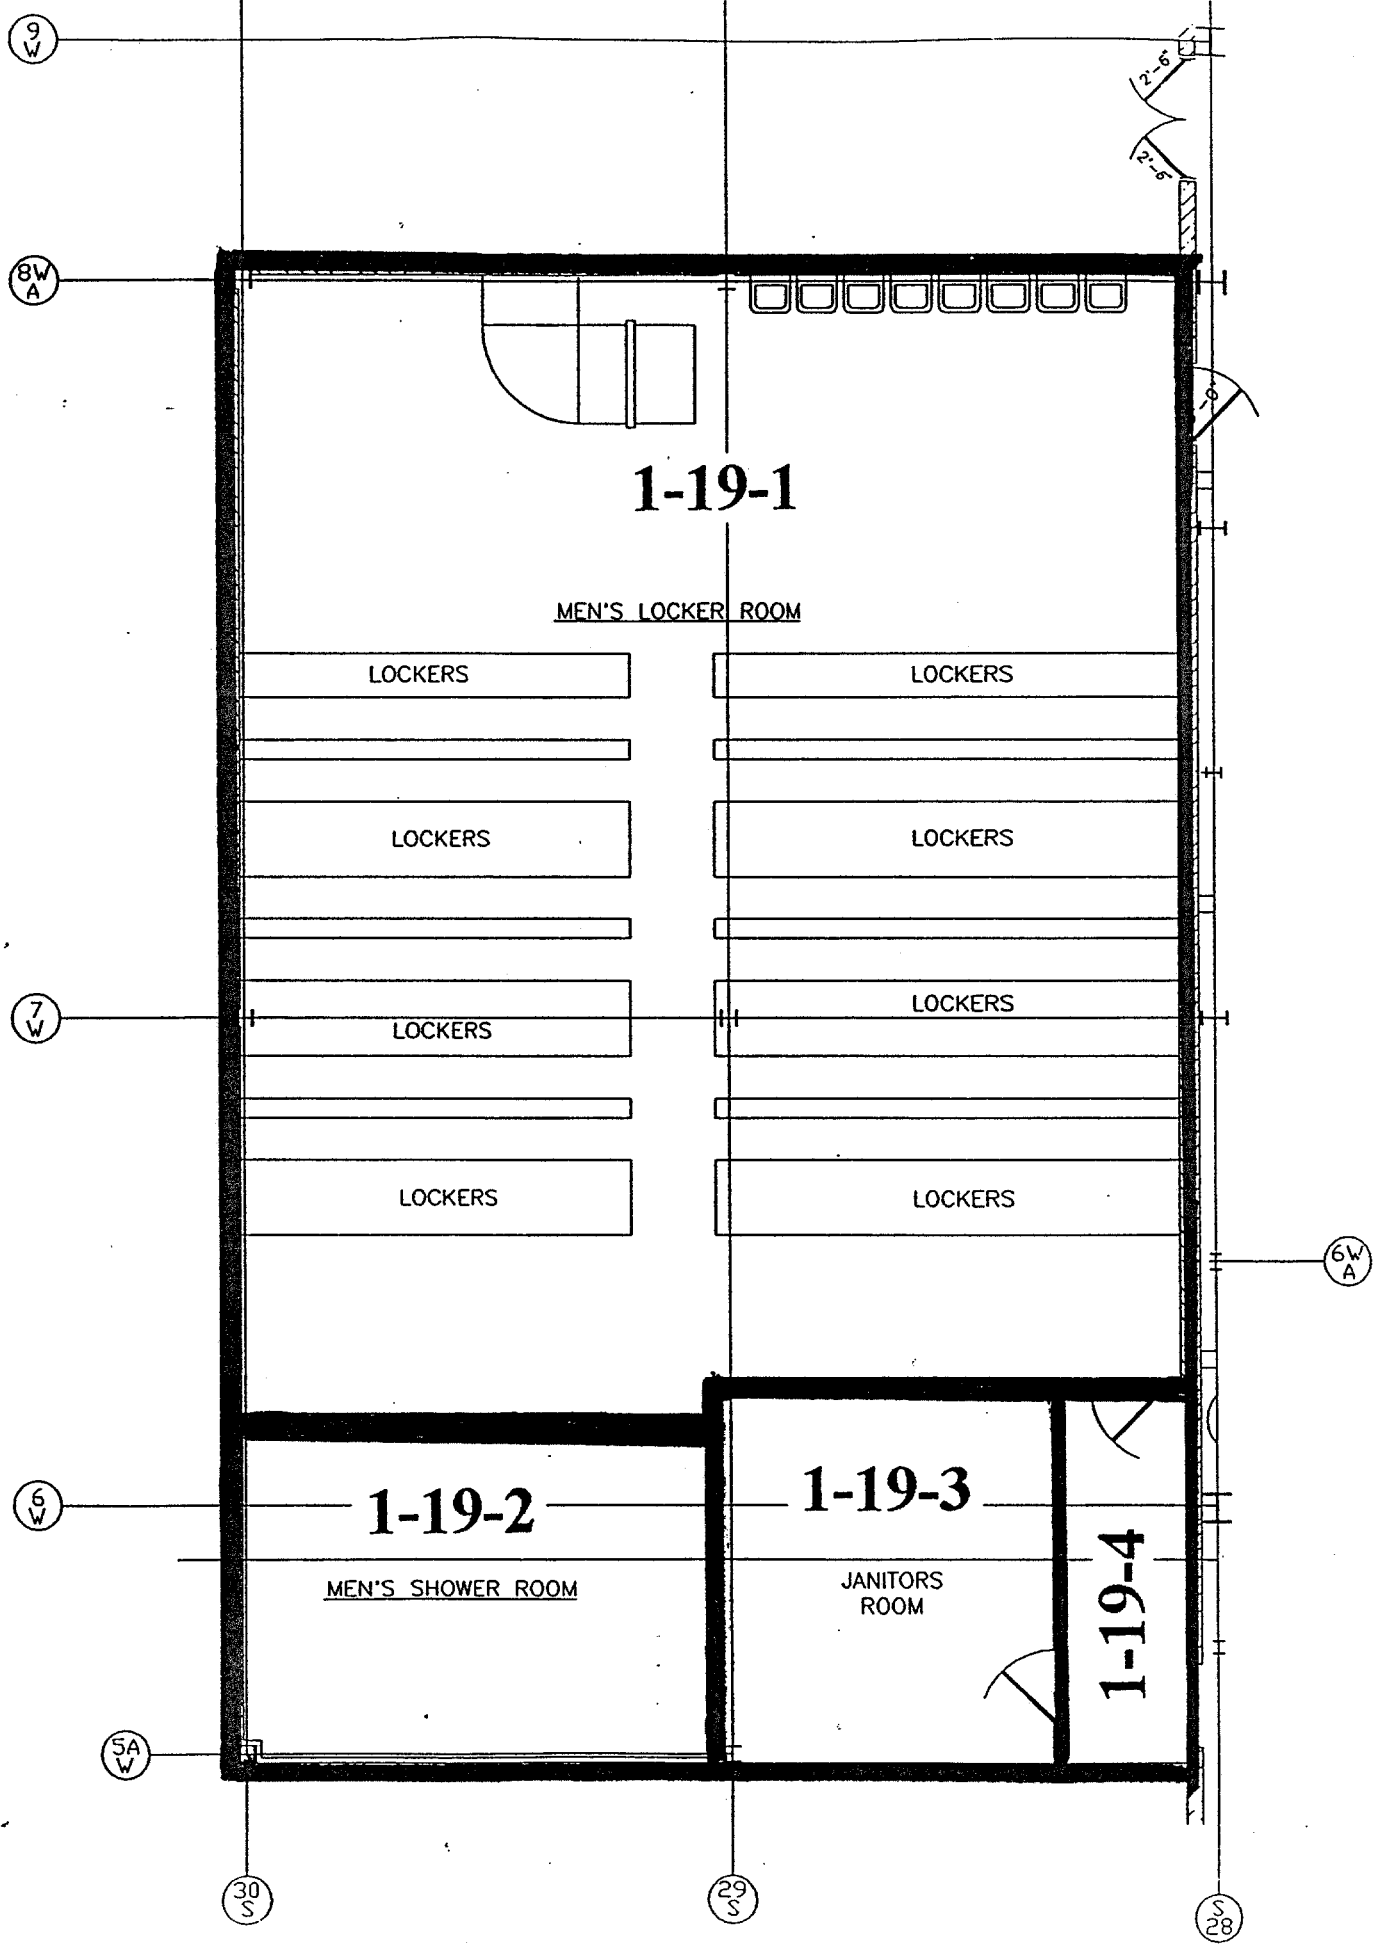 9
W
2'-6"
2'-6"
8W
A
-0"
1-19-1
MEN'S LOCKER ROOM
LOCKERS
LOCKERS
LOCKERS
LOCKERS
7
W
LOCKERS
LOCKERS
LOCKERS
LOCKERS
6W
A
6
W
1-19-2
1-19-3
1-19-4
MEN'S SHOWER ROOM
JANITORS
ROOM
5A
W
30
S
29
S
S
28